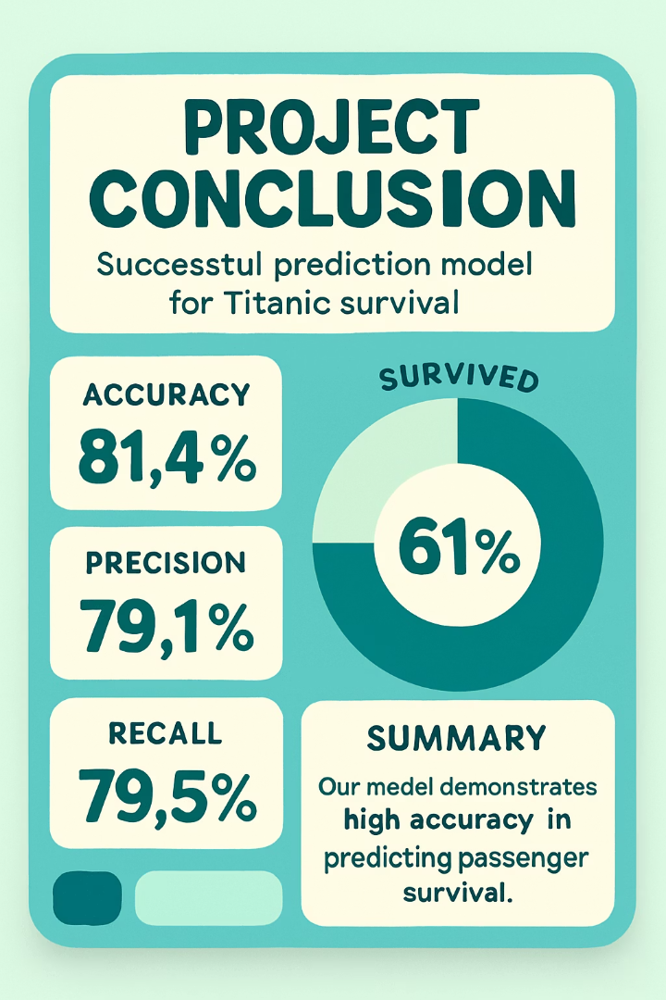 PROJECT
CONCLUSION
Successtul prediction model
for Titanic survival
ACCURACY
81,4%
PRECISION
79,1%
RECALL
79,5%
SURVIVED
61%
SUMMARY
Our medel demonstrates
high accuracy in
predicting passenger
survival.